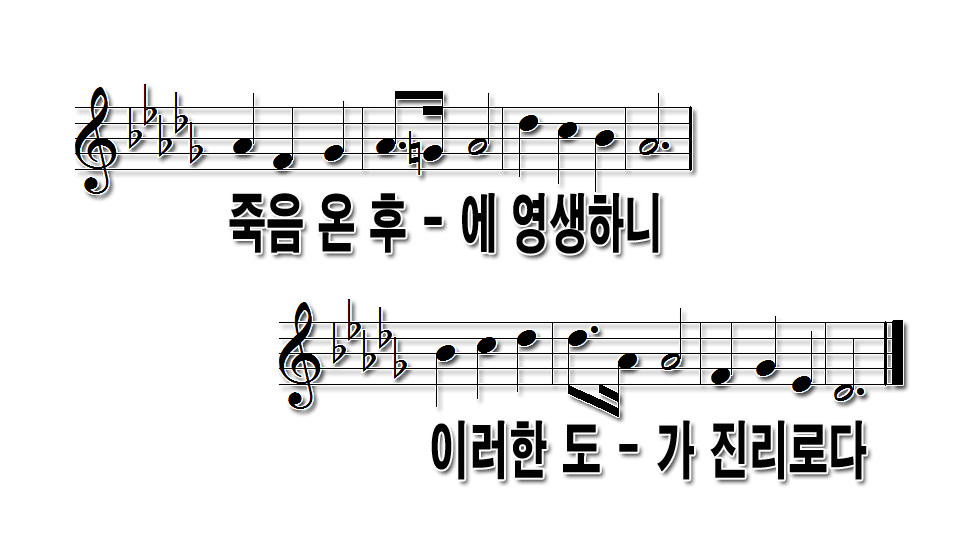 죽음 온 후 - 에 영생하니
이러한 도 - 가 진리로다